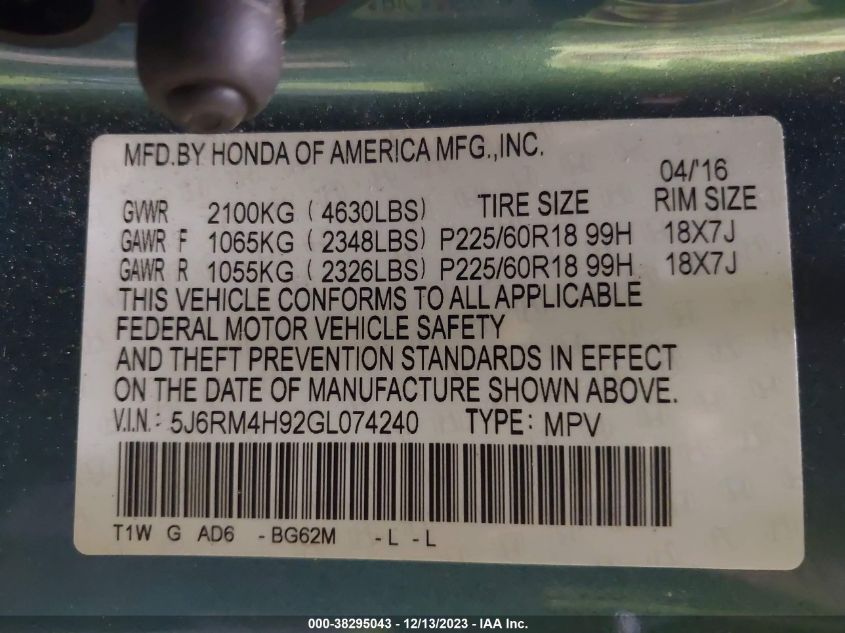 MFD.BY HONDA OF AMERICA MFG.,INC.
04/'16
GVWR 2100KG ( 4630LBS) TIRE SIZE RIM SIZE
GAWR F 1065KG ( 2348LBS) P225/60R18 99H 18X7J
GAWR R 1055KG ( 2326LBS) P225/60R18 99H 18X7J
THIS VEHICLE CONFORMS TO ALL APPLICABLE
FEDERAL MOTOR VEHICLE SAFETY
AND THEFT PREVENTION STANDARDS IN EFFECT
ON THE DATE OF MANUFACTURE SHOWN ABOVE.
V.I.N.: 5J6RM4H92GL074240 TYPE: MPV
T1W G AD6 -BG62M -L -L
000-38295043 - 12/13/2023 - IAA Inc.